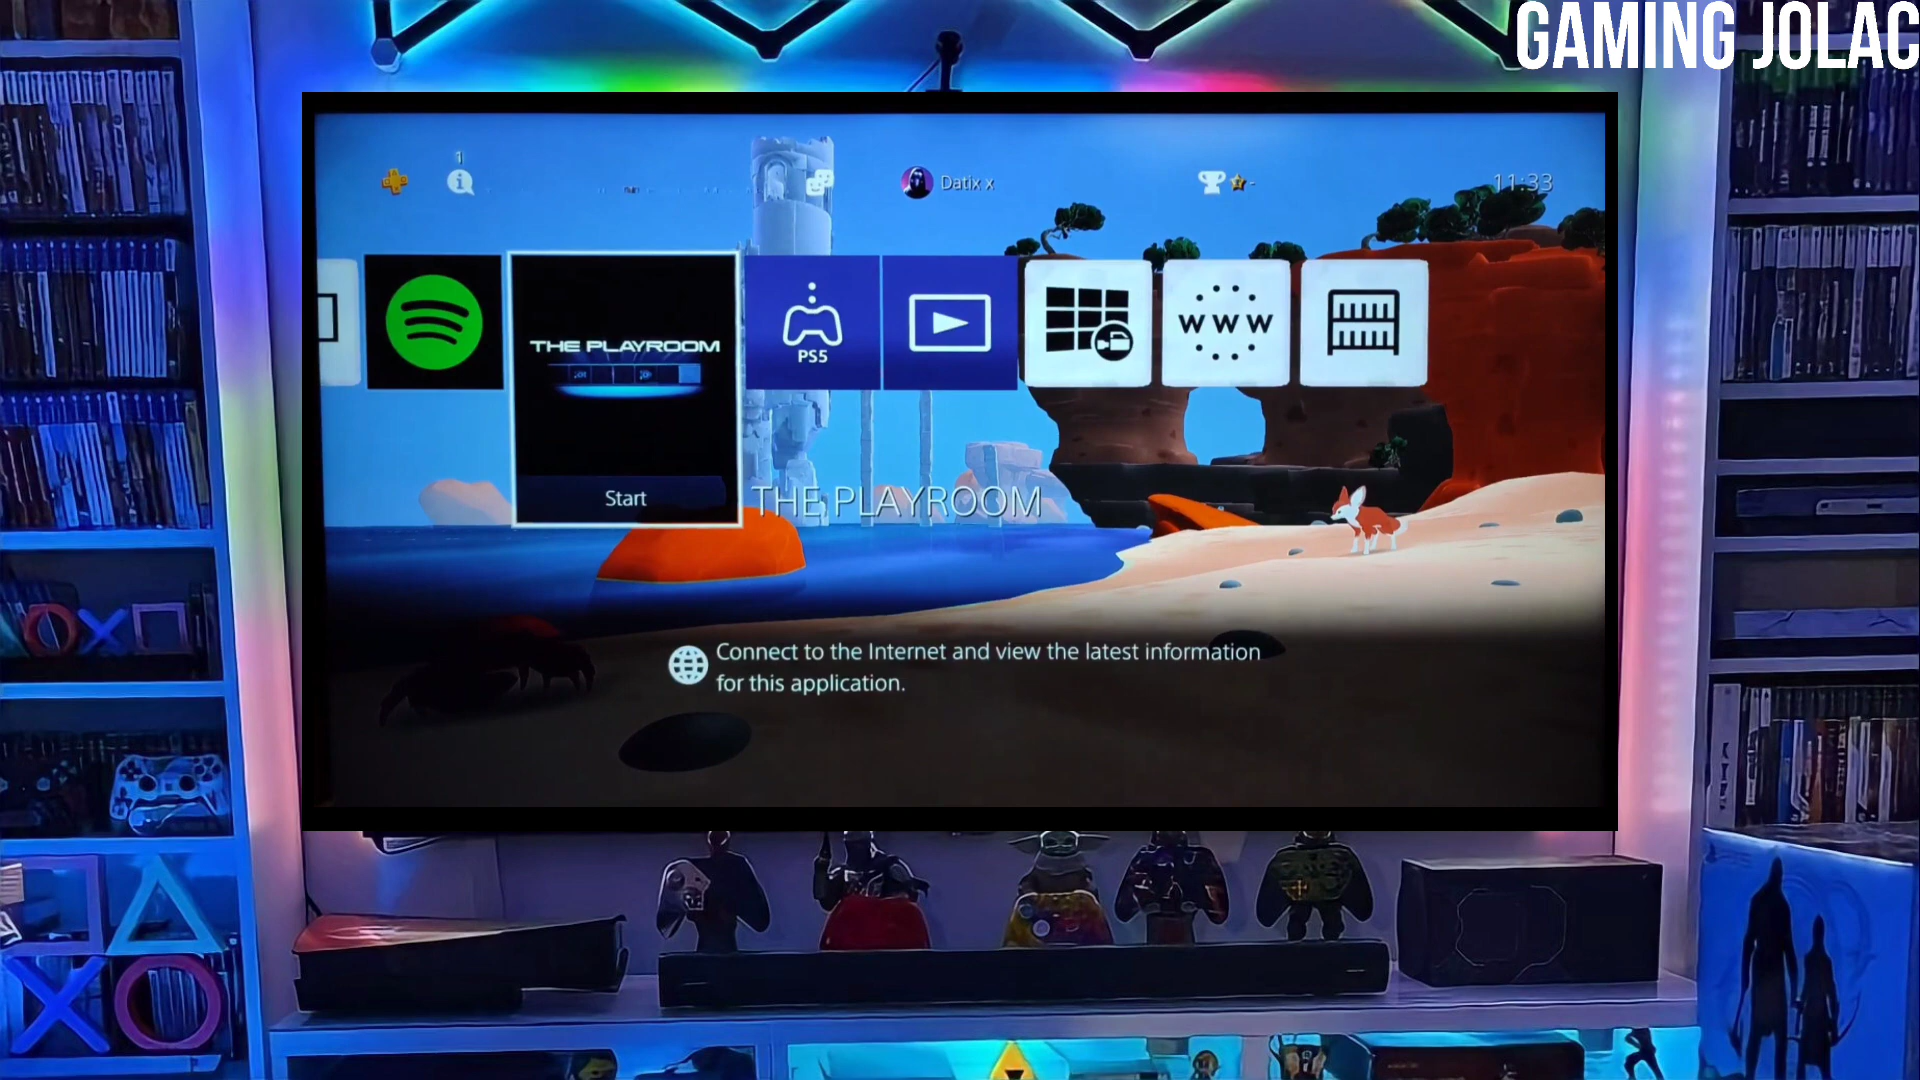 GAMING JOLAC
1
Datix x
-
11:33
THE PLAYROOM
PS5
WWW
Start
THE PLAYROOM
Connect to the Internet and view the latest information
for this application.